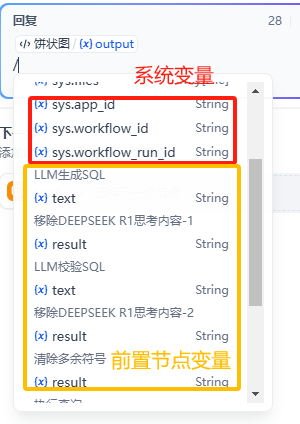 回复 28
饼状图 / {x} output
/
系统变量
sys.files
sys.app_id String
sys.workflow_id String
sys.workflow_run_id String
LLM生成SQL
{x} text String
移除DEEPSEEK R1思考内容-1
{x} result String
LLM校验SQL
{x} text String
移除DEEPSEEK R1思考内容-2
{x} result String
清除多余符号
前置节点变量
{x} result String
执行查询
下
添